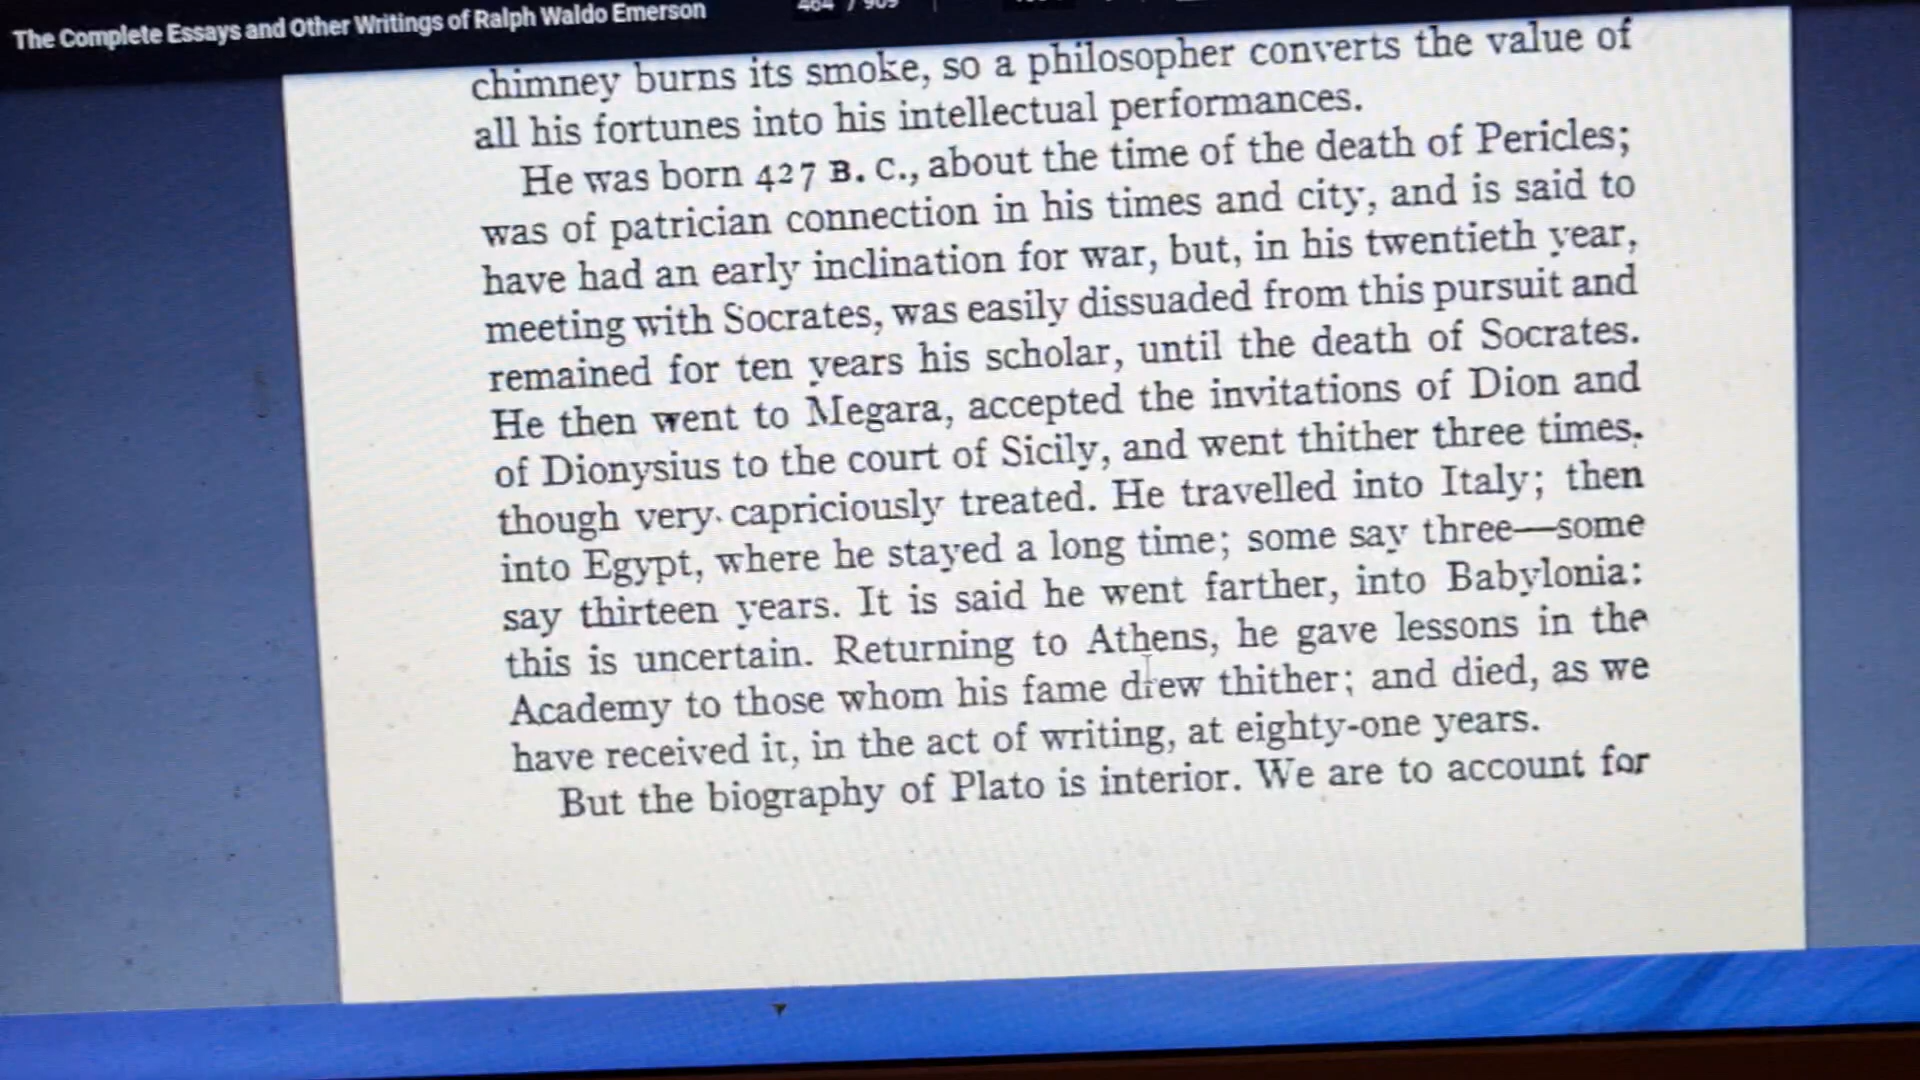 The Complete Essays and Other Writings of Ralph Waldo Emerson
464 / 909
chimney burns its smoke, so a philosopher converts the value of
all his fortunes into his intellectual performances.
He was born 427 B. C., about the time of the death of Pericles;
was of patrician connection in his times and city, and is said to
have had an early inclination for war, but, in his twentieth year,
meeting with Socrates, was easily dissuaded from this pursuit and
remained for ten years his scholar, until the death of Socrates.
He then went to Megara, accepted the invitations of Dion and
of Dionysius to the court of Sicily, and went thither three times,
though very capriciously treated. He travelled into Italy; then
into Egypt, where he stayed a long time; some say three—some
say thirteen years. It is said he went farther, into Babylonia:
this is uncertain. Returning to Athens, he gave lessons in the
Academy to those whom his fame drew thither; and died, as we
have received it, in the act of writing, at eighty-one years.
But the biography of Plato is interior. We are to account for